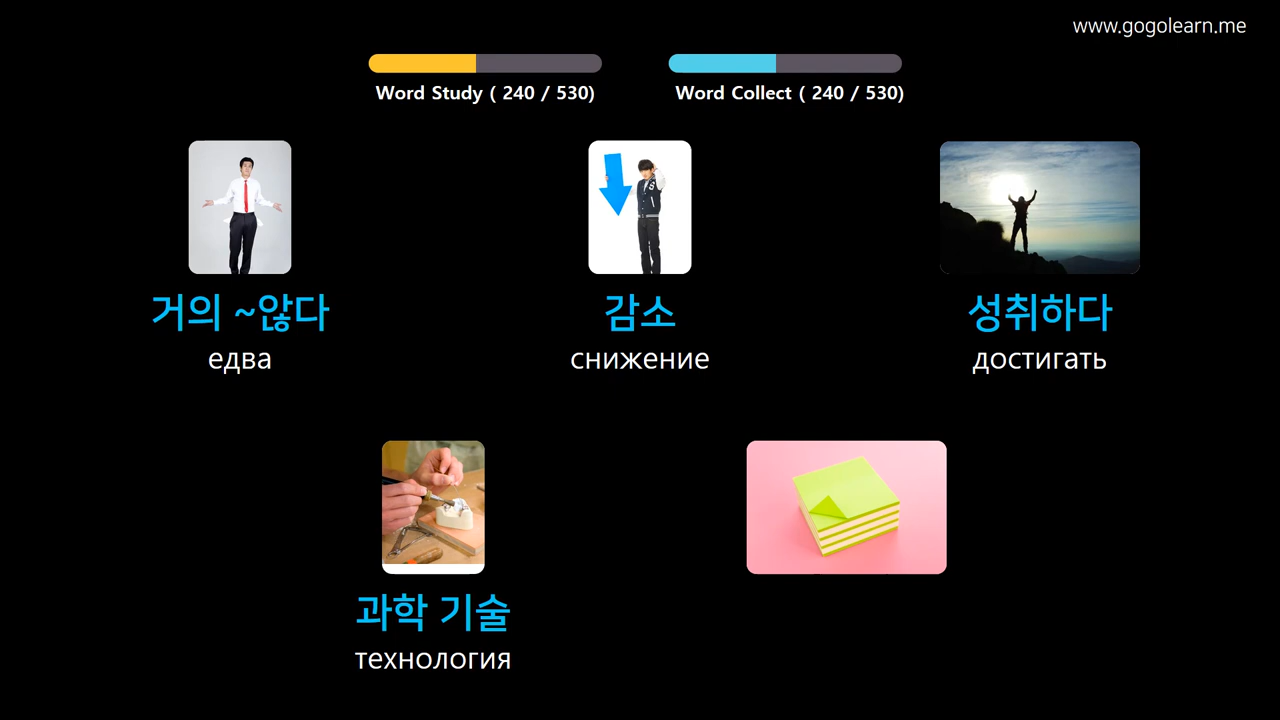 www.gogolearn.me
Word Study ( 240 / 530)
Word Collect ( 240 / 530)
거의 ~않다
едва
감소
снижение
성취하다
достигать
과학 기술
технология